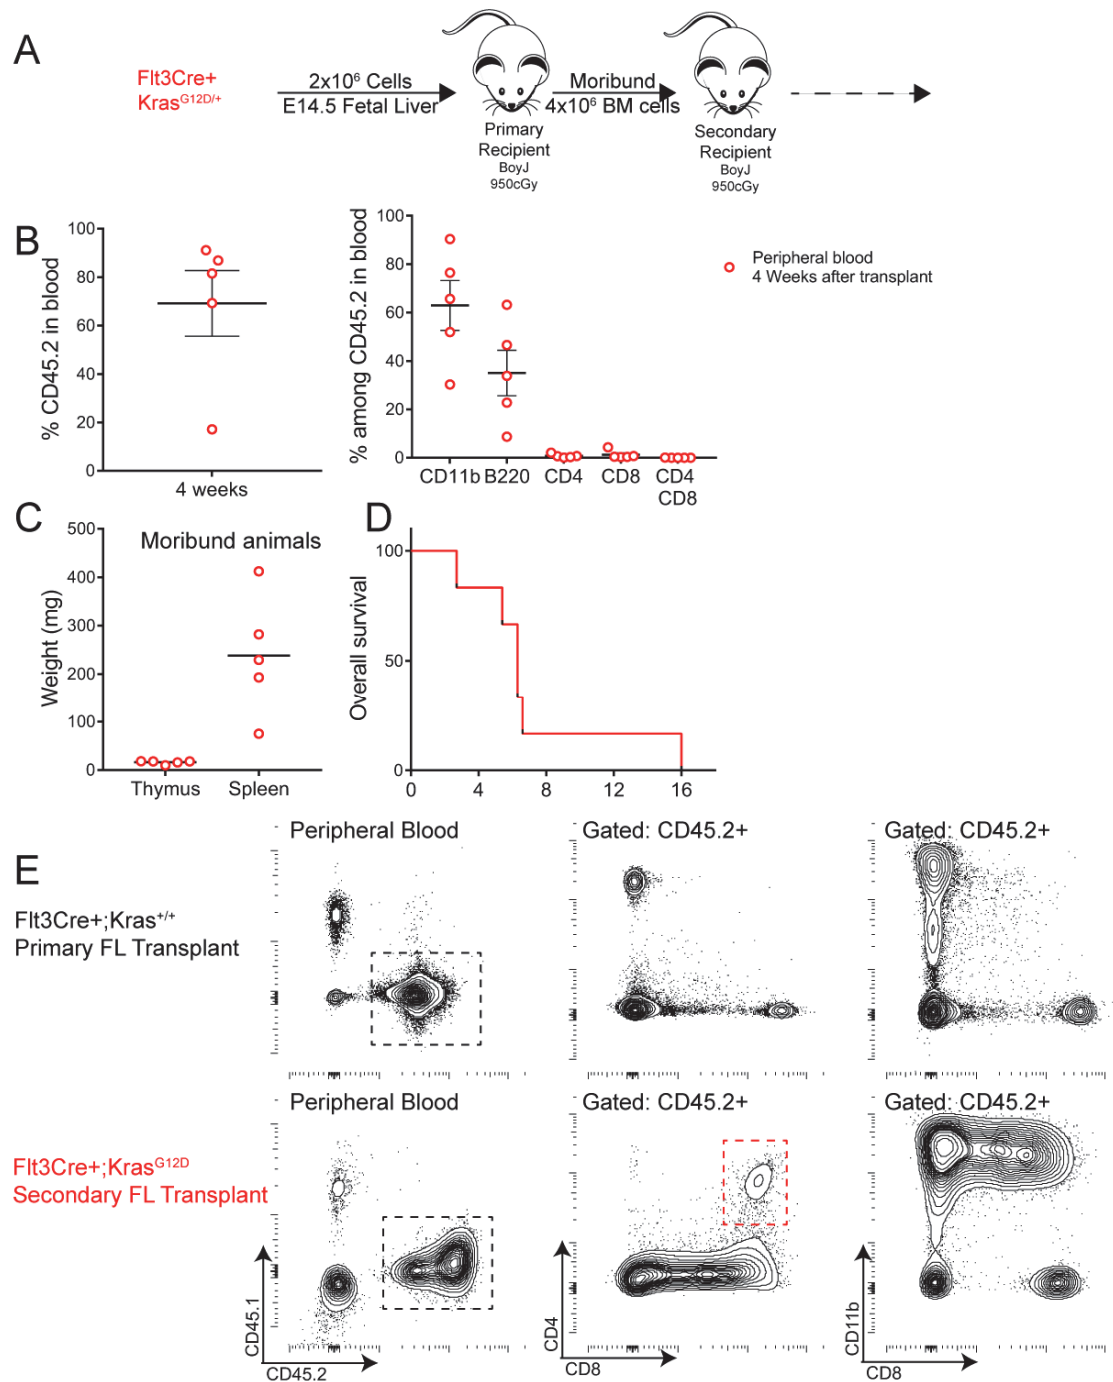 A
Flt3Cre+
Kras^G12D/+
2x10⁶ Cells
E14.5 Fetal Liver
Primary
Recipient
BoyJ
950cGy
Moribund
4x10⁶ BM cells
Secondary
Recipient
BoyJ
950cGy
B
% CD45.2 in blood
100
80
60
40
20
0
4 weeks
% among CD45.2 in blood
100
80
60
40
20
0
CD11b B220 CD4 CD8 CD4
CD8
Peripheral blood
4 Weeks after transplant
C
Moribund animals
Weight (mg)
500
400
300
200
100
0
Thymus Spleen
D
Overall survival
100
50
0
0 4 8 12 16
E
Flt3Cre+;Kras^+/+
Primary FL Transplant
Peripheral Blood
Gated: CD45.2+
Gated: CD45.2+
Flt3Cre+;Kras^G12D
Secondary FL Transplant
Peripheral Blood
Gated: CD45.2+
Gated: CD45.2+
CD45.1
CD45.2
CD4
CD8
CD11b
CD8